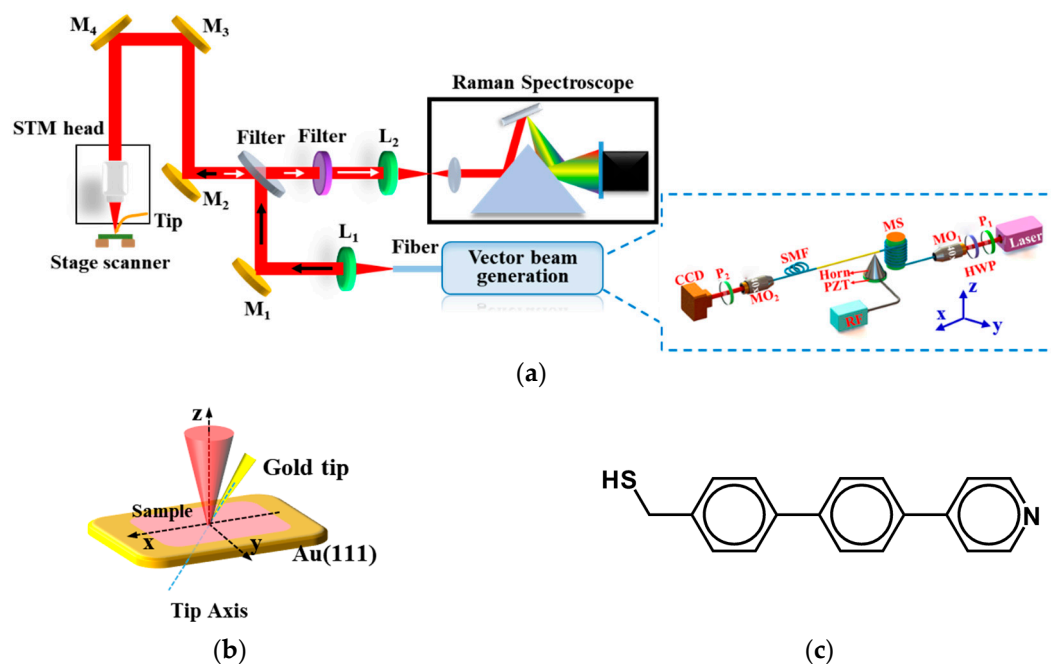 M4
M3
Raman Spectroscope
STM head
Filter
Filter
L2
M2
Tip
Stage scanner
L1
Fiber
Vector beam
generation
M1
MS
MO1
P1
Laser
HWP
SMF
Horn
PZT
CCD
P2
MO2
RF
z
x
y
(a)
z
Gold tip
Sample
x
y
Au(111)
Tip Axis
(b)
HS
N
(c)